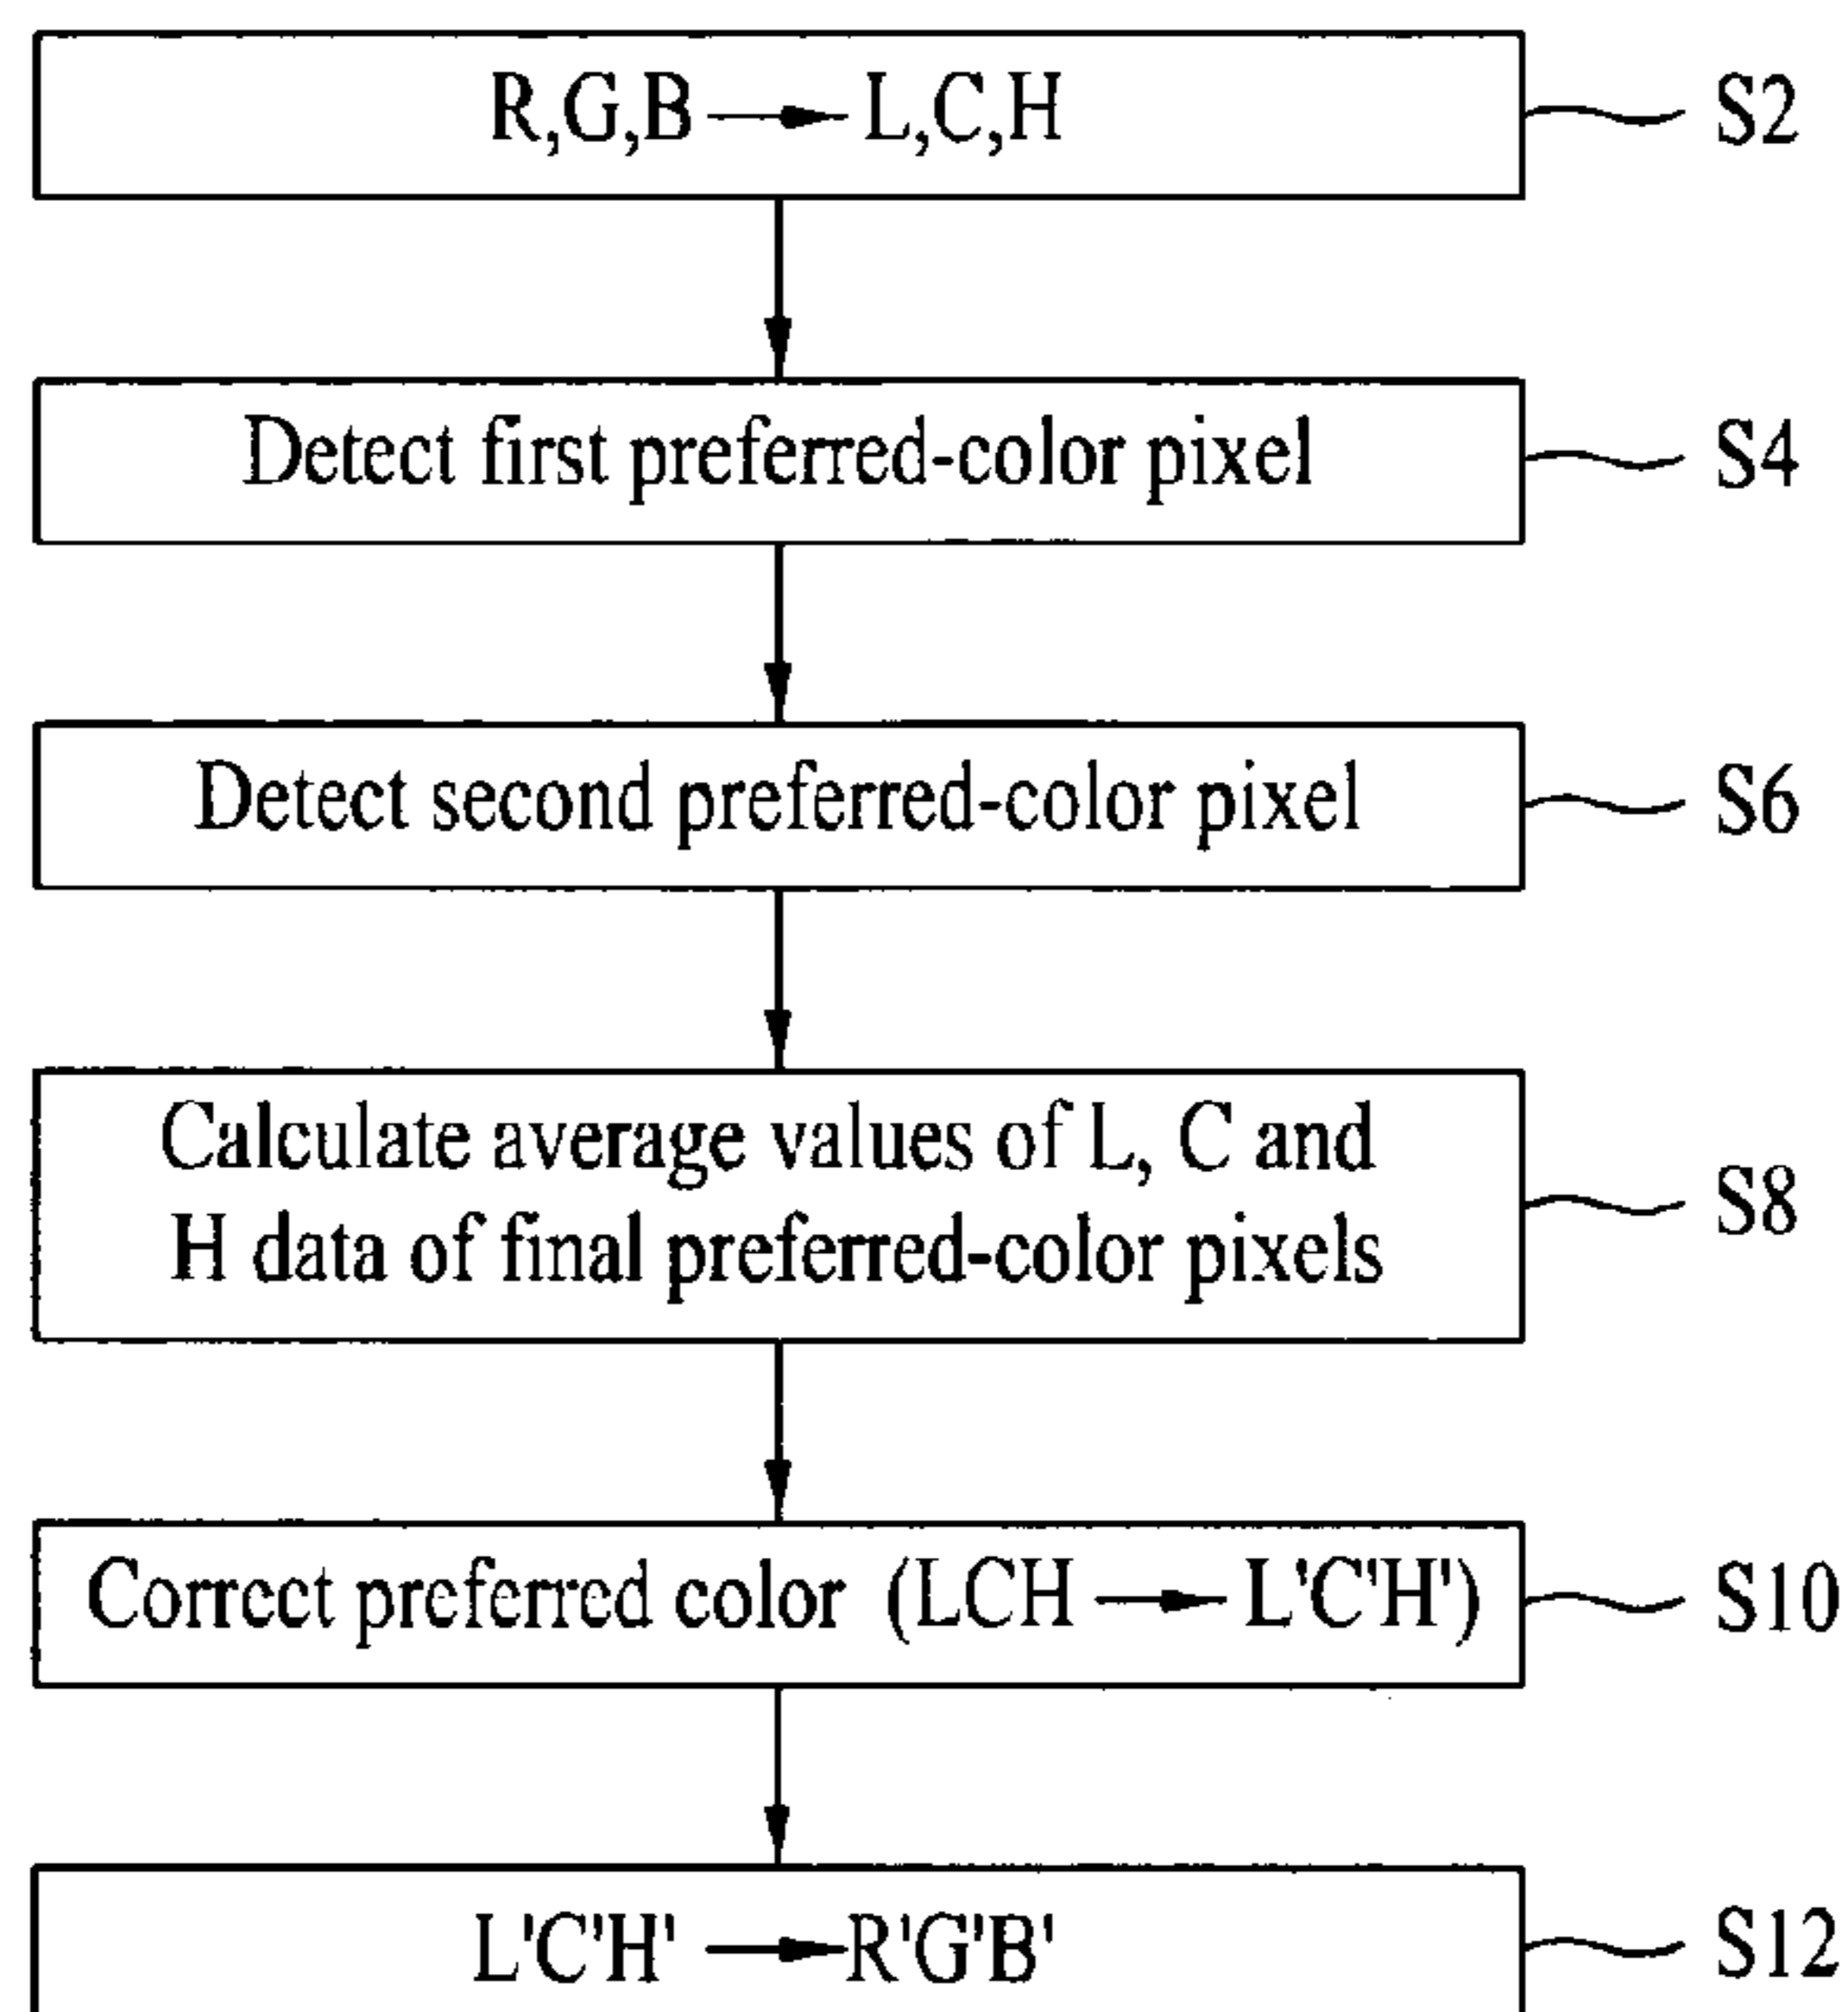 R,G,B → L,C,H
S2
Detect first preferred-color pixel
S4
Detect second preferred-color pixel
S6
Calculate average values of L, C and
H data of final preferred-color pixels
S8
Correct preferred color (LCH → L'C'H')
S10
L'C'H' → R'G'B'
S12